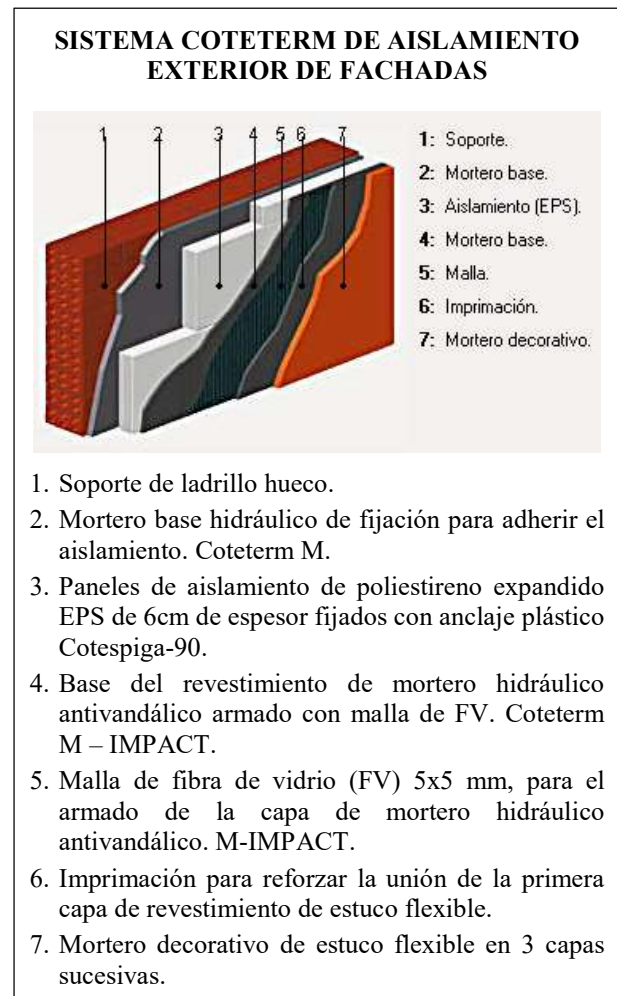 SISTEMA COTETERM DE AISLAMIENTO
EXTERIOR DE FACHADAS
1 2 3 4 5 6 7
1: Soporte.
2: Mortero base.
3: Aislamiento (EPS).
4: Mortero base.
5: Malla.
6: Imprimación.
7: Mortero decorativo.
1. Soporte de ladrillo hueco.
2. Mortero base hidráulico de fijación para adherir el
aislamiento. Coteterm M.
3. Paneles de aislamiento de poliestireno expandido
EPS de 6cm de espesor fijados con anclaje plástico
Cotespiga-90.
4. Base del revestimiento de mortero hidráulico
antivandálico armado con malla de FV. Coteterm
M – IMPACT.
5. Malla de fibra de vidrio (FV) 5x5 mm, para el
armado de la capa de mortero hidráulico
antivandálico. M-IMPACT.
6. Imprimación para reforzar la unión de la primera
capa de revestimiento de estuco flexible.
7. Mortero decorativo de estuco flexible en 3 capas
sucesivas.